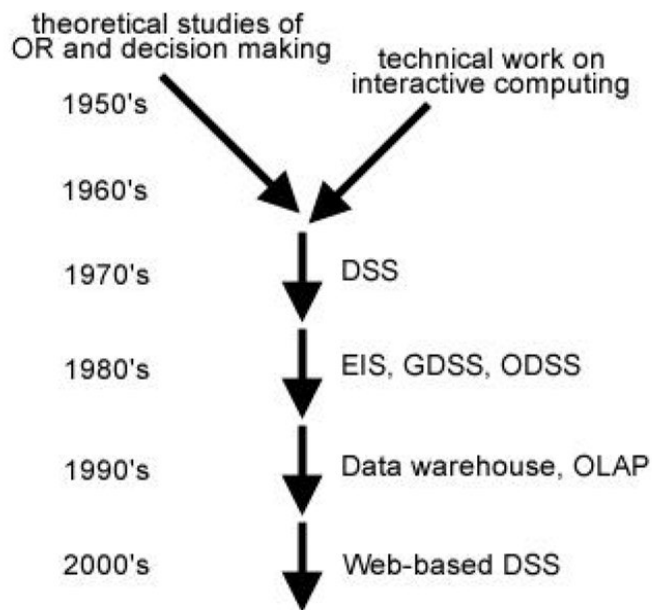 theoretical studies of
OR and decision making
technical work on
interactive computing
1950's
1960's
1970's
DSS
1980's
EIS, GDSS, ODSS
1990's
Data warehouse, OLAP
2000's
Web-based DSS